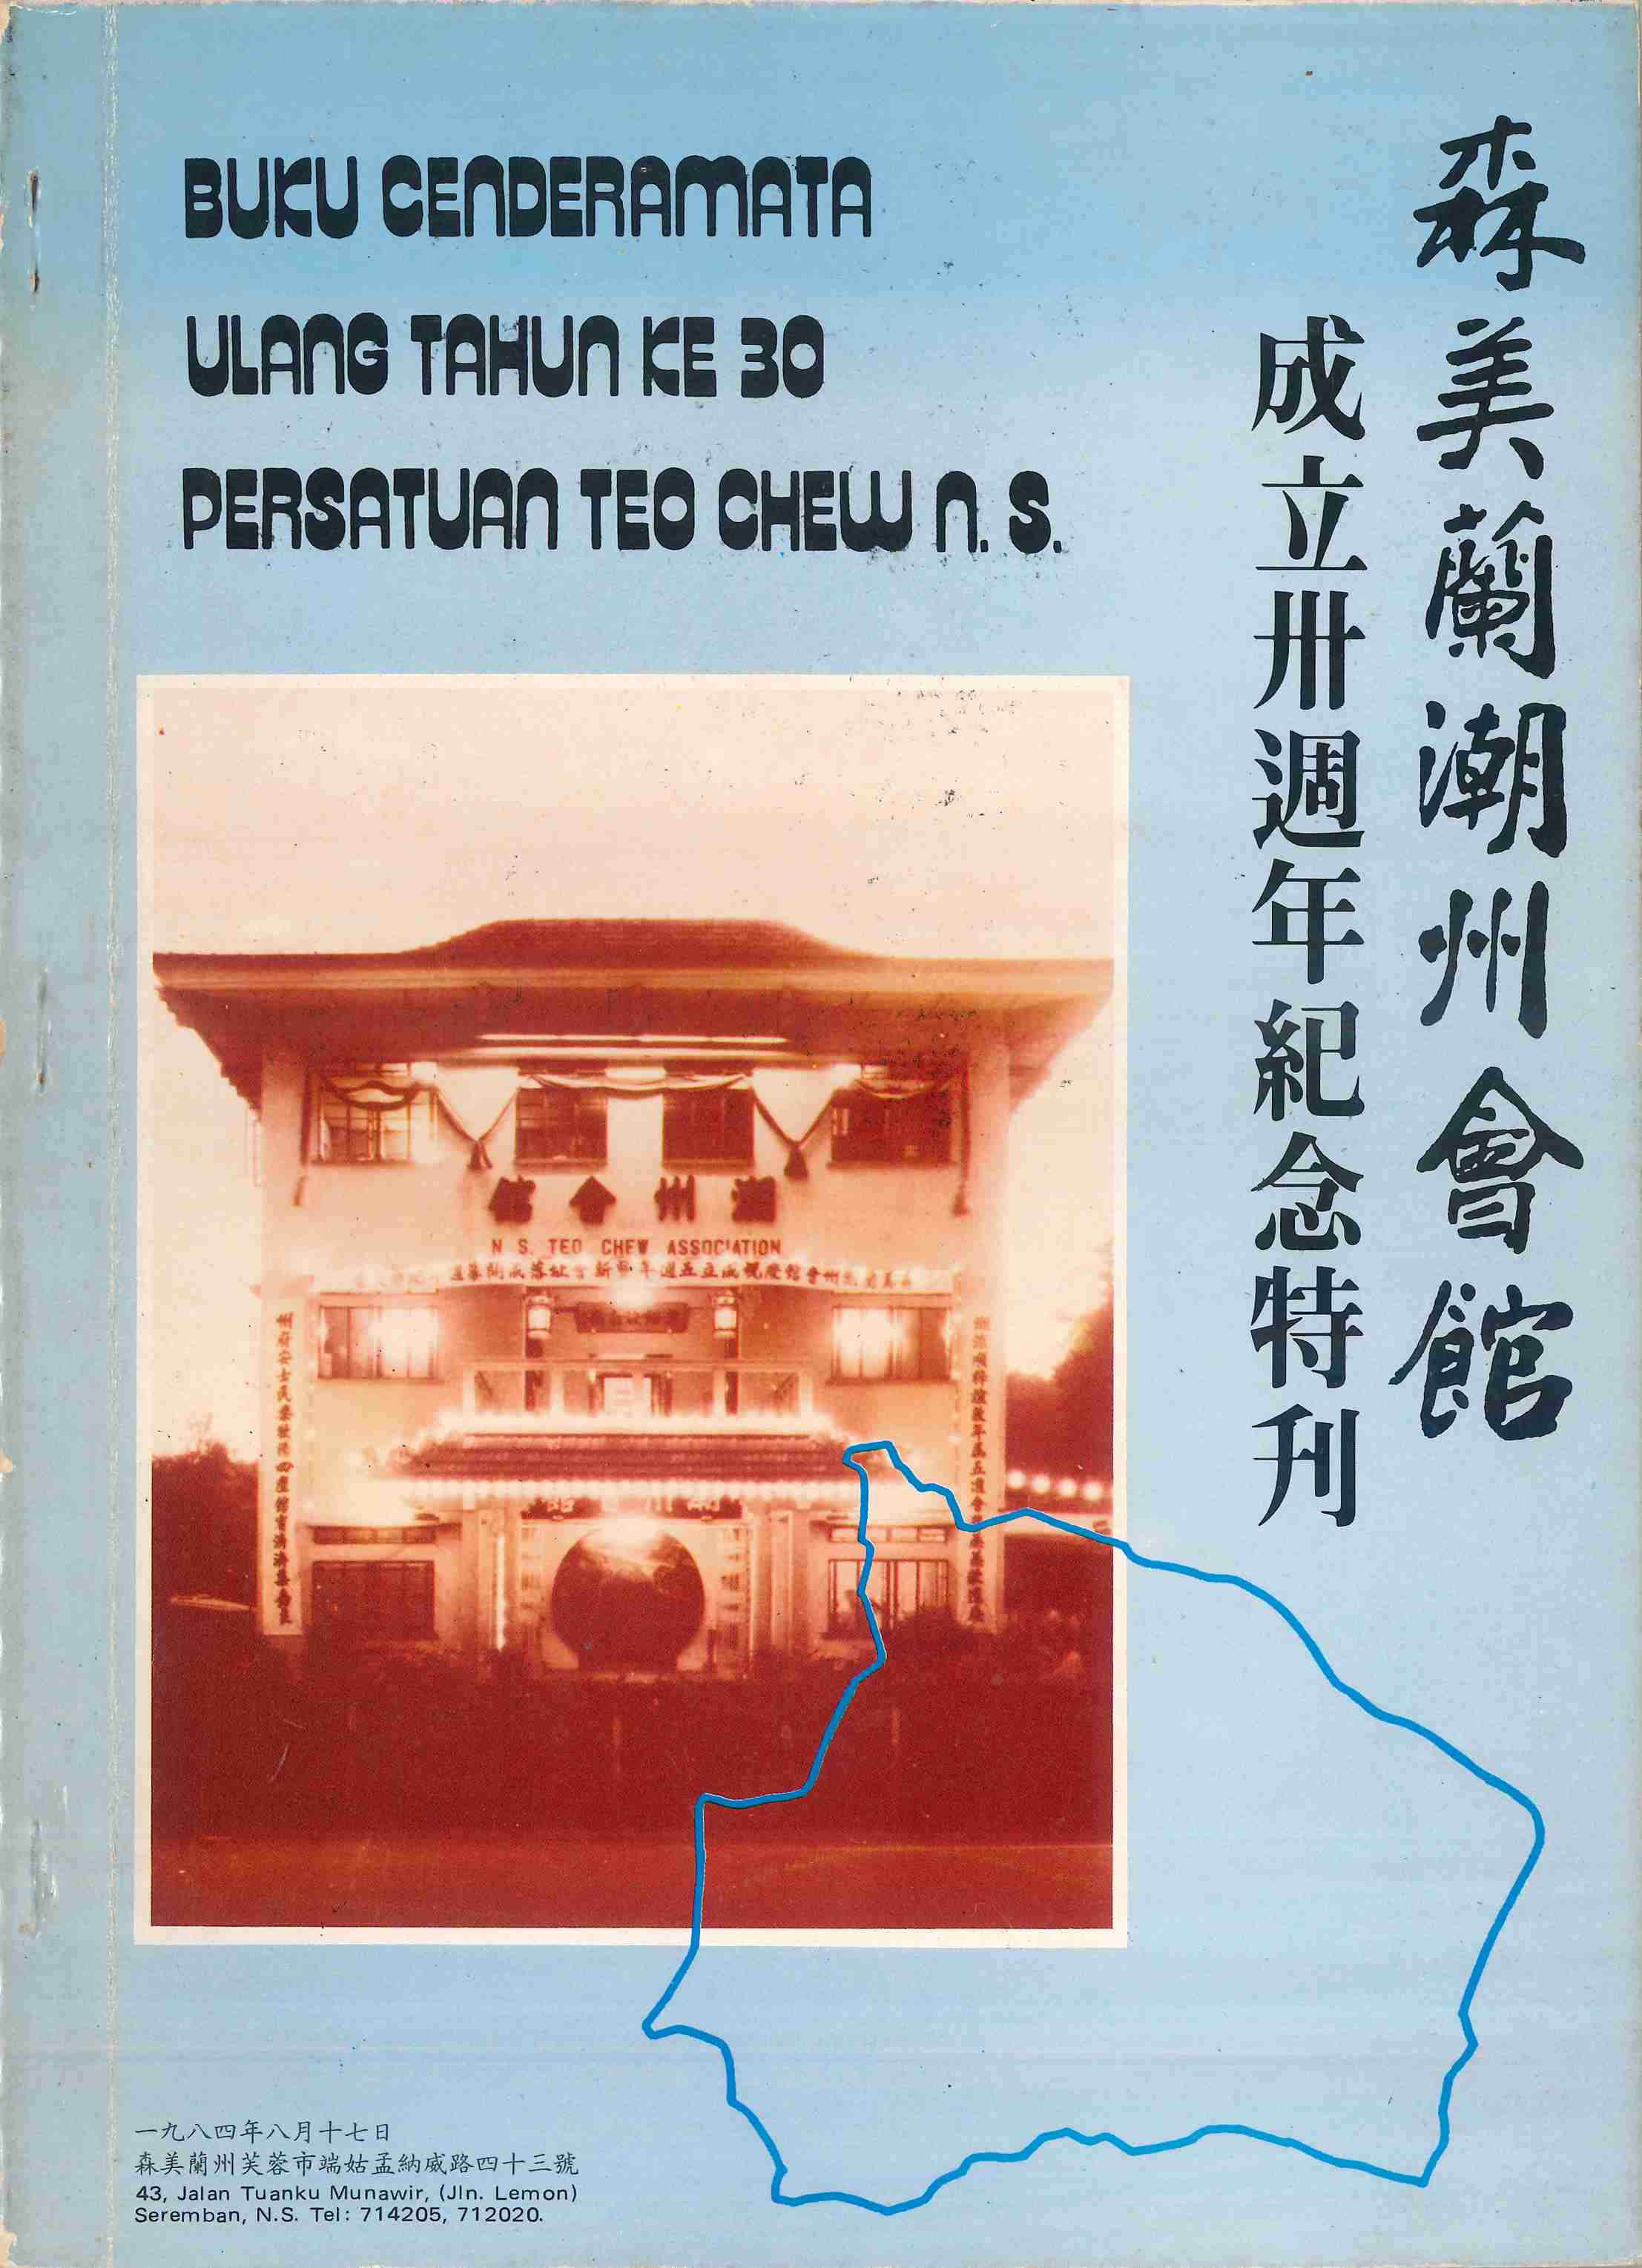 BUKU CENDERAMATA
ULANG TAHUN KE 30
PERSATUAN TEO CHEW N. S.
森美蘭潮州會館
成立卅週年紀念特刊
館會州潮
N. S. TEO CHEW ASSOCIATION
一九八四年八月十七日
森美蘭州芙蓉市端姑孟納威路四十三號
43, Jalan Tuanku Munawir, (Jln. Lemon)
Seremban, N.S. Tel: 714205, 712020.